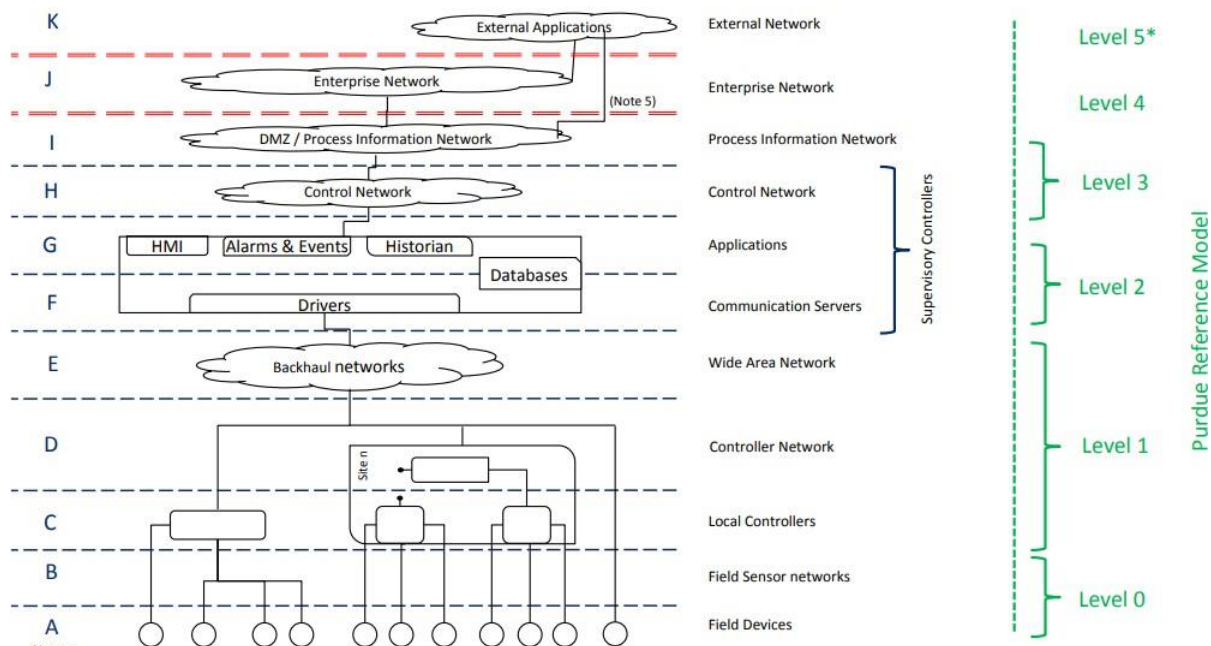 K
External Applications
External Network
Level 5*
J
Enterprise Network
(Note 5)
Enterprise Network
Level 4
I
DMZ / Process Information Network
Process Information Network
H
Control Network
Control Network
Level 3
G
HMI
Alarms & Events
Historian
Applications
Databases
Level 2
F
Drivers
Communication Servers
Supervisory Controllers
E
Backhaul networks
Wide Area Network
D
Site n
Controller Network
Level 1
C
Local Controllers
B
Field Sensor networks
Level 0
A
Field Devices
Purdue Reference Model